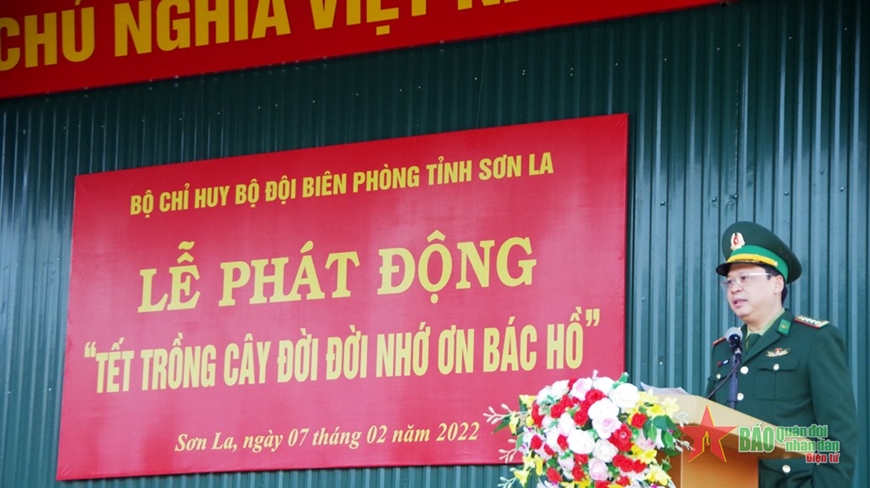 CHỦ NGHĨA VIỆT N
BỘ CHỈ HUY BỘ ĐỘI BIÊN PHÒNG TỈNH SƠN LA
LỄ PHÁT ĐỘNG
“TẾT TRỒNG CÂY ĐỜI ĐỜI NHỚ ƠN BÁC HỒ”
Sơn La, ngày 07 tháng 02 năm 2022
BÁO quân đội
nhân dân
Điện tử